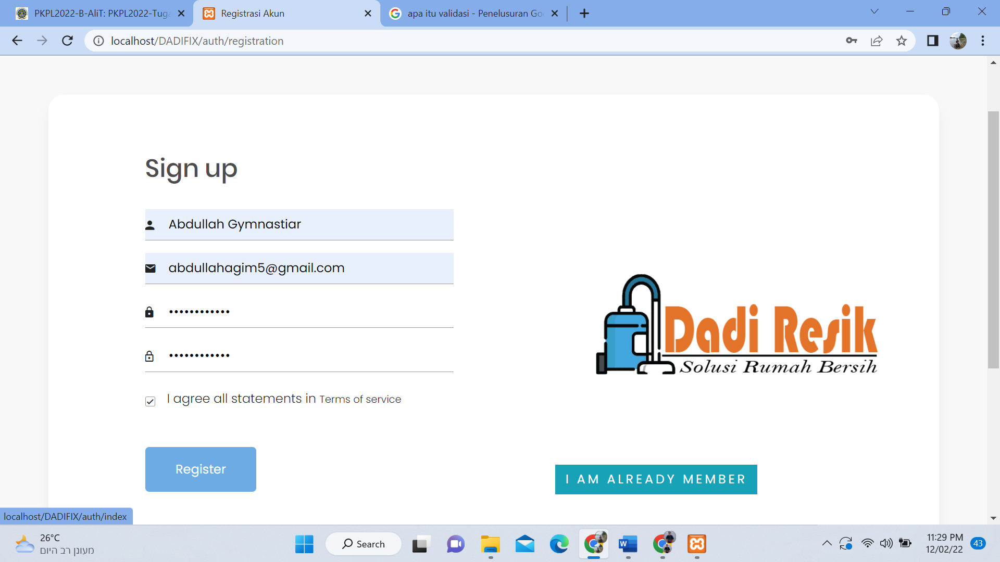 PKPL2022-B-AliT: PKPL2022-Tuga
Registrasi Akun
apa itu validasi - Penelusuran Goo
localhost/DADIFIX/auth/registration
Sign up
Abdullah Gymnastiar
abdullahagim5@gmail.com
••••••••••••
••••••••••••
I agree all statements in Terms of service
Register
Dadi Resik
Solusi Rumah Bersih
I AM ALREADY MEMBER
localhost/DADIFIX/auth/index
26°C
מעונן רב היום
Search
11:29 PM
12/02/22
43